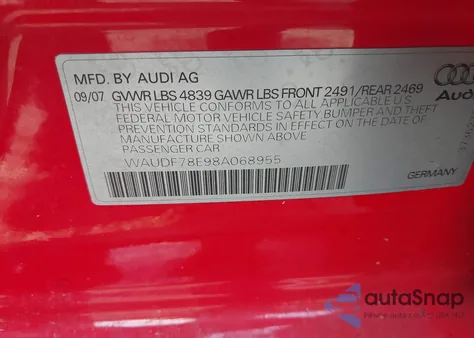 MFD. BY AUDI AG
09/07 GVWR LBS 4839 GAWR LBS FRONT 2491/REAR 2469
THIS VEHICLE CONFORMS TO ALL APPLICABLE U.S.
FEDERAL MOTOR VEHICLE SAFETY BUMPER AND THEFT
PREVENTION STANDARDS IN EFFECT ON THE DATE OF
MANUFACTURE SHOWN ABOVE
PASSENGER CAR
WAUDF78E98A068955
Audi
GERMANY
autoSnap